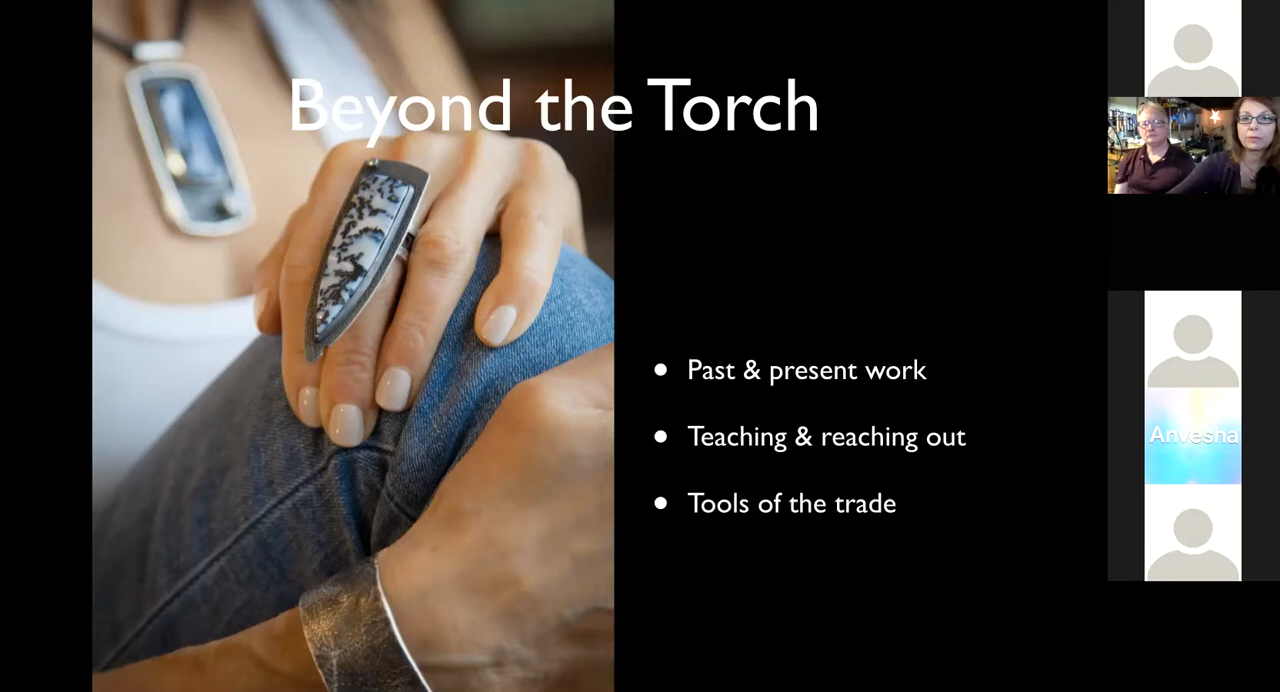 Beyond the Torch
• Past & present work
• Teaching & reaching out
• Tools of the trade
Anvesha